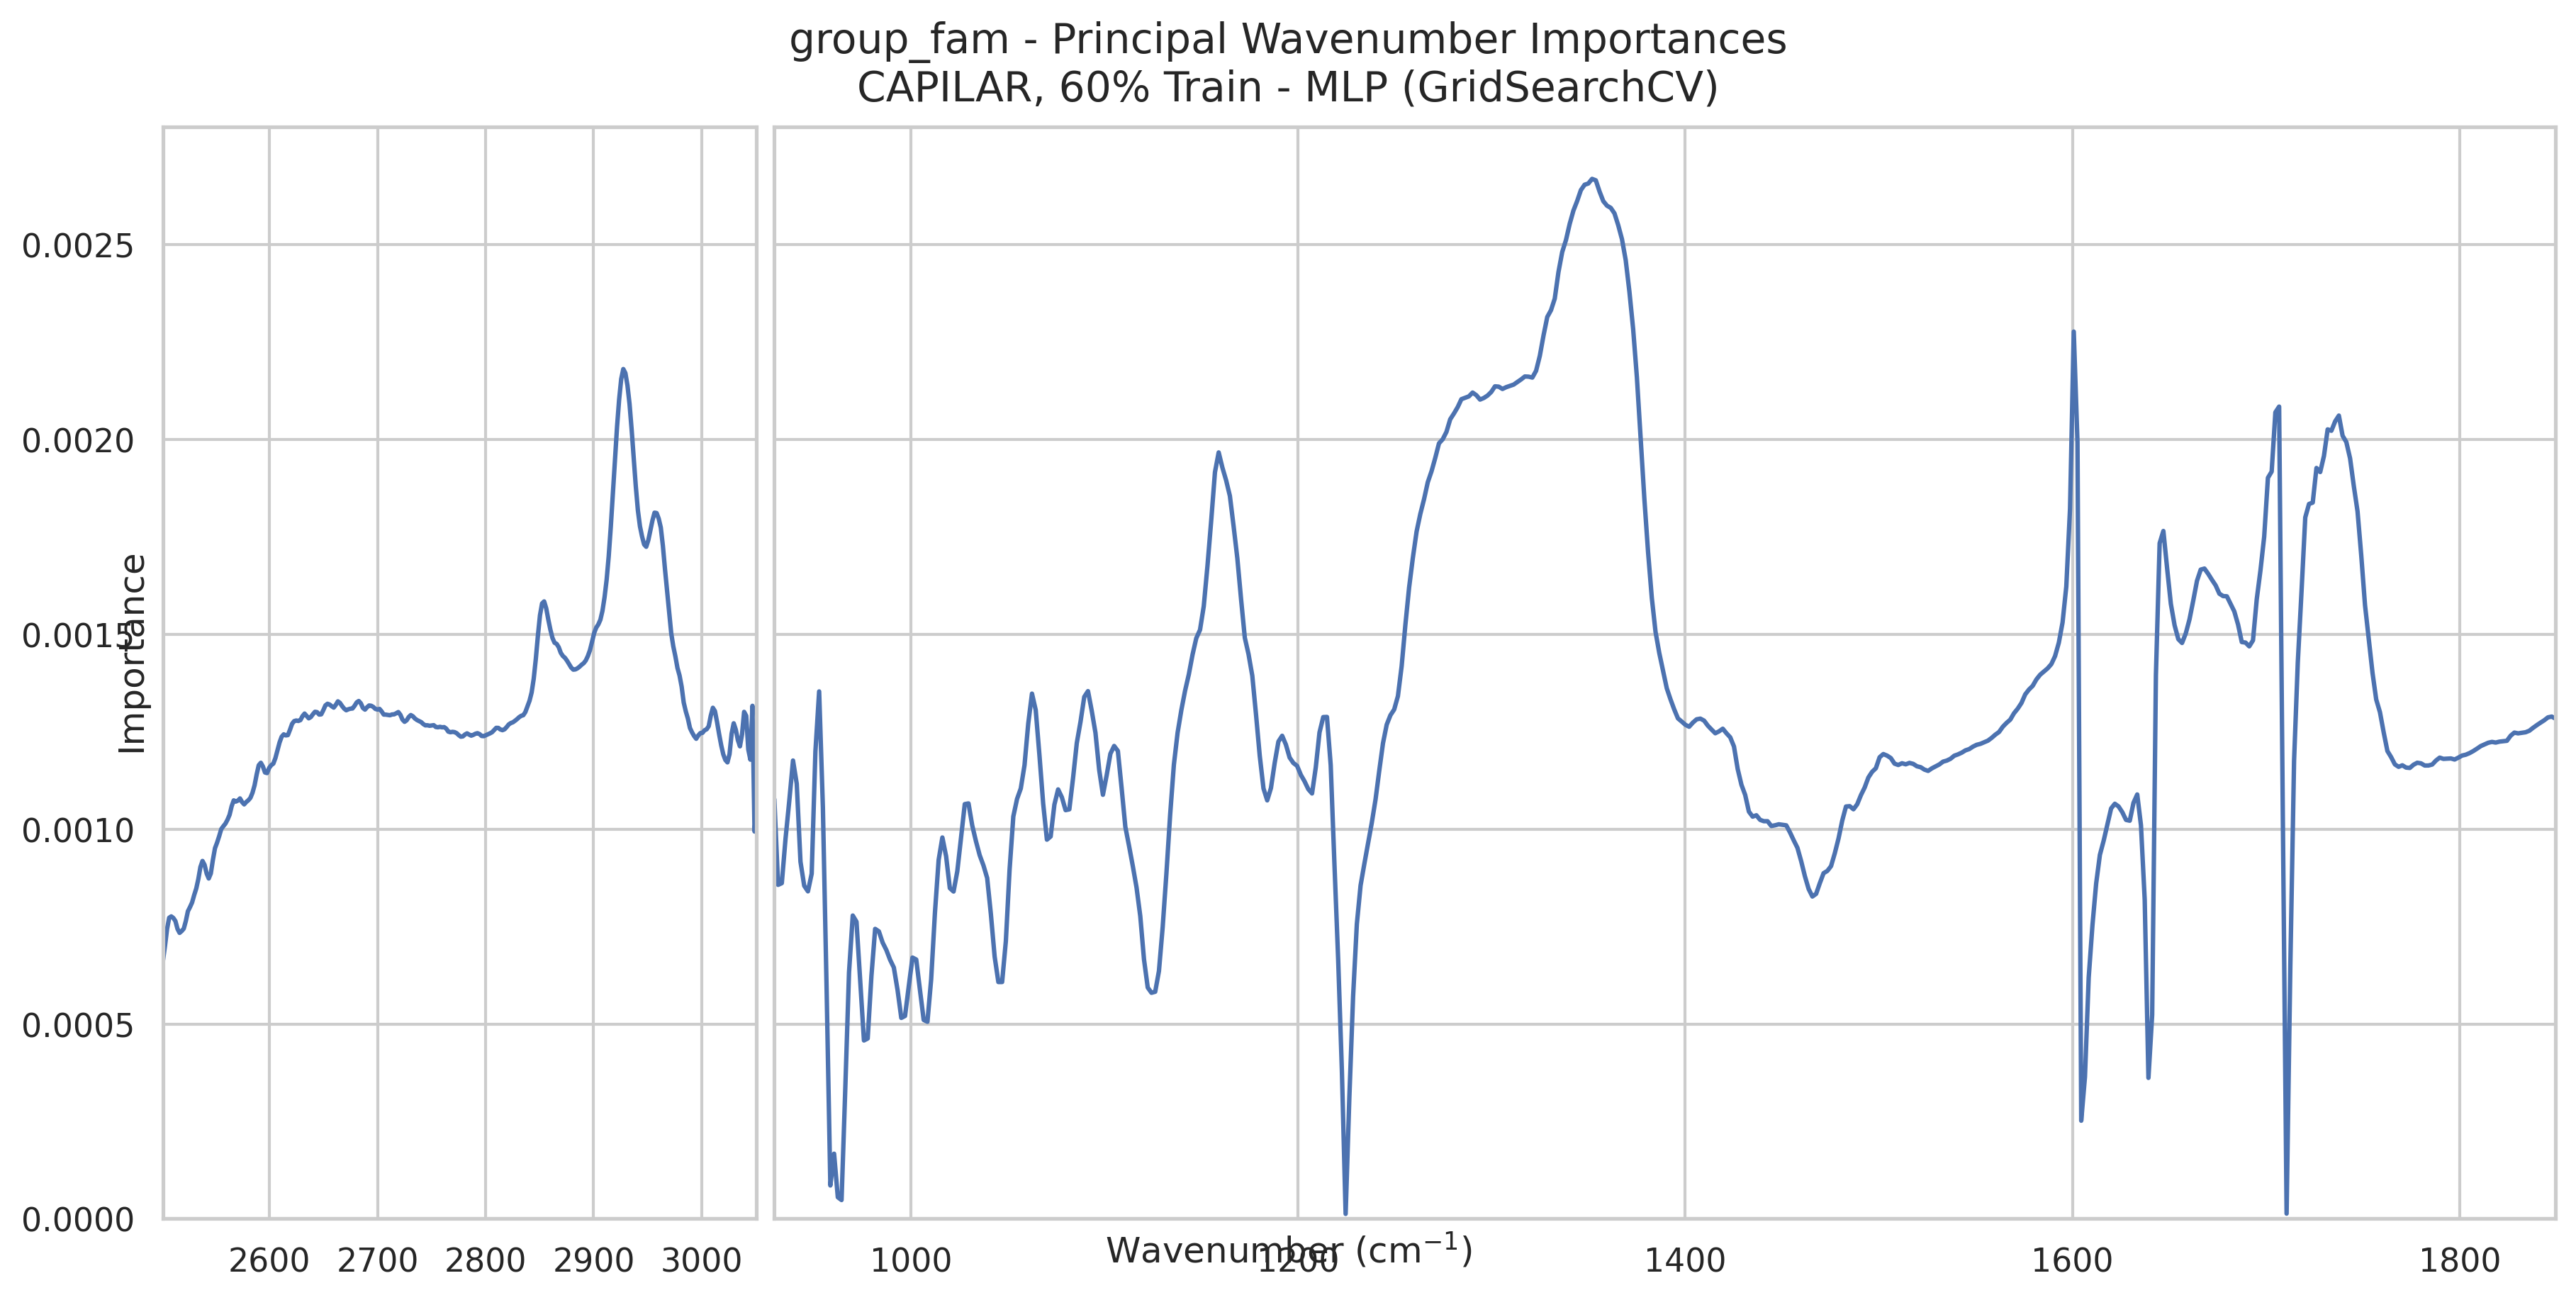 group_fam - Principal Wavenumber Importances
CAPILAR, 60% Train - MLP (GridSearchCV)
0.0025
0.0020
0.0015
0.0010
0.0005
0.0000
Importance
2600 2700 2800 2900 3000 1000 1200 1400 1600 1800
Wavenumber (cm⁻¹)